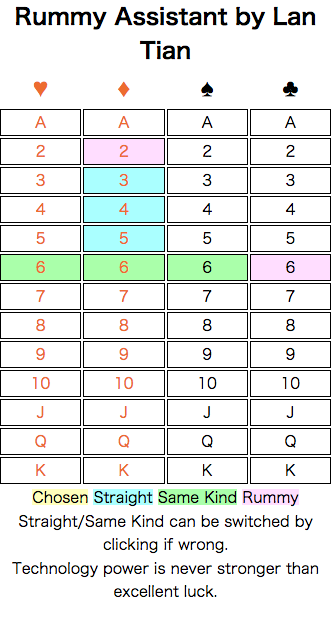 Rummy Assistant by Lan
Tian
♥ ♦ ♠ ♣
A A A A
2 2 2 2
3 3 3 3
4 4 4 4
5 5 5 5
6 6 6 6
7 7 7 7
8 8 8 8
9 9 9 9
10 10 10 10
J J J J
Q Q Q Q
K K K K
Chosen Straight Same Kind Rummy
Straight/Same Kind can be switched by
clicking if wrong.
Technology power is never stronger than
excellent luck.